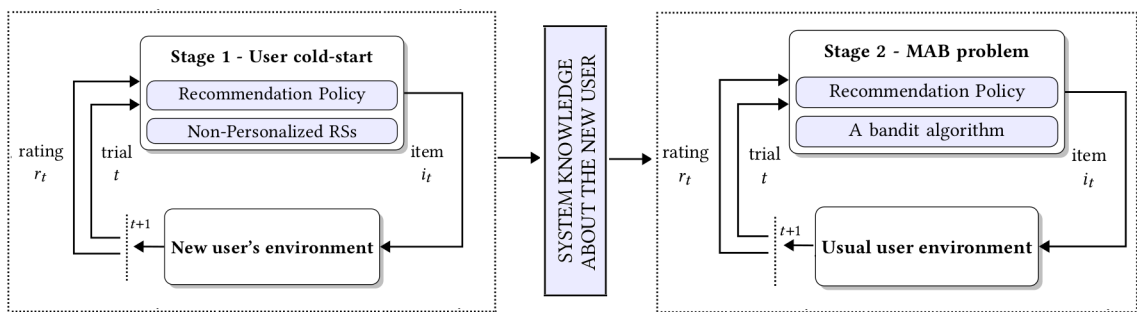 Stage 1 - User cold-start
Recommendation Policy
Non-Personalized RSs
rating
r_t
trial
t
item
i_t
t+1
New user's environment
SYSTEM KNOWLEDGE
ABOUT THE NEW USER
Stage 2 - MAB problem
Recommendation Policy
A bandit algorithm
rating
r_t
trial
t
item
i_t
t+1
Usual user environment